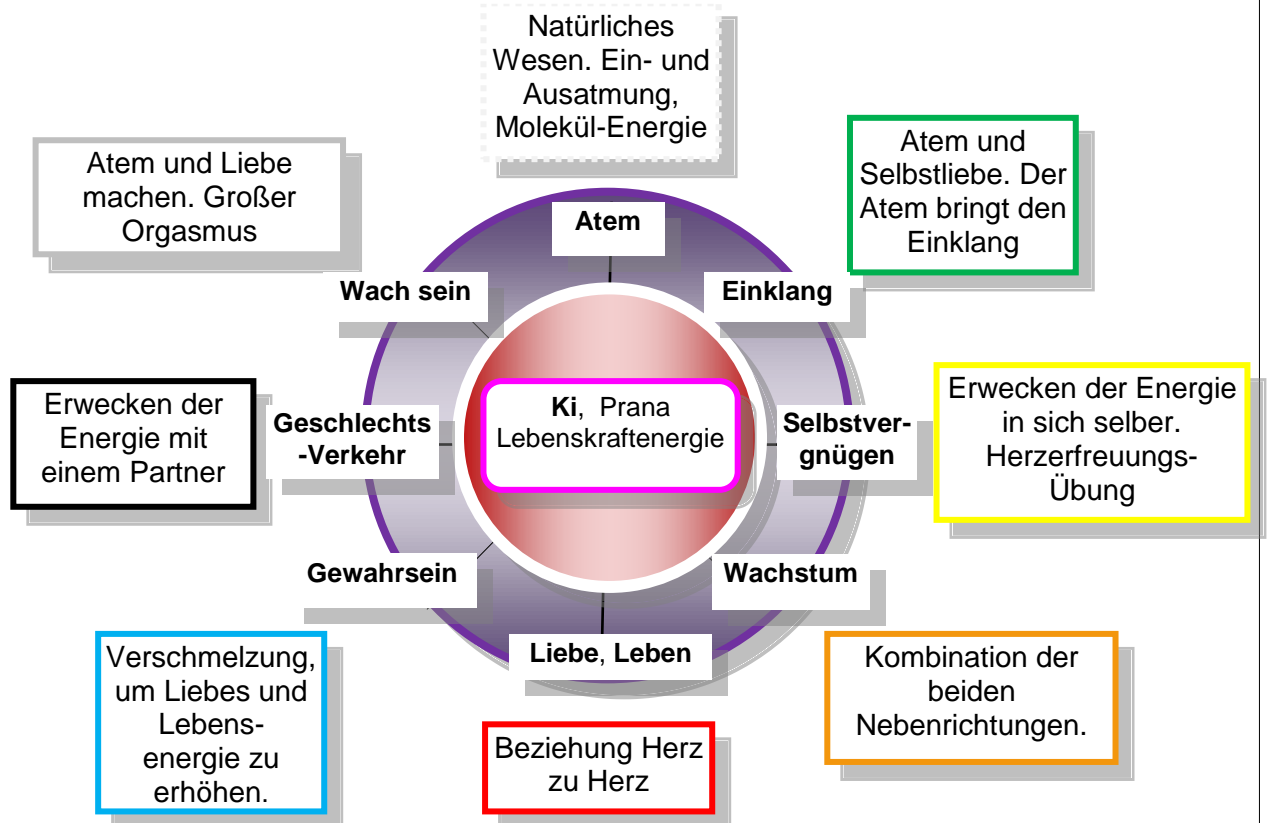 Natürliches
Wesen. Ein- und
Ausatmung,
Molekül-Energie
Atem und Liebe
machen. Großer
Orgasmus
Atem und
Selbstliebe. Der
Atem bringt den
Einklang
Atem
Wach sein
Einklang
Erwecken der
Energie mit
einem Partner
Geschlechts
-Verkehr
Ki, Prana
Lebenskraftenergie
Selbstver-
gnügen
Erwecken der Energie
in sich selber.
Herzerfreuungs-
Übung
Gewahrsein
Wachstum
Liebe, Leben
Verschmelzung,
um Liebes und
Lebens-
energie zu
erhöhen.
Beziehung Herz
zu Herz
Kombination der
beiden
Nebenrichtungen.